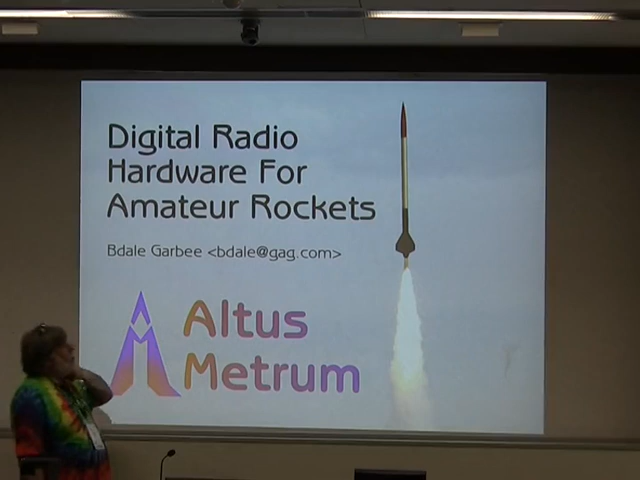 Digital Radio
Hardware For
Amateur Rockets
Bdale Garbee <bdale@gag.com>
Altus
Metrum